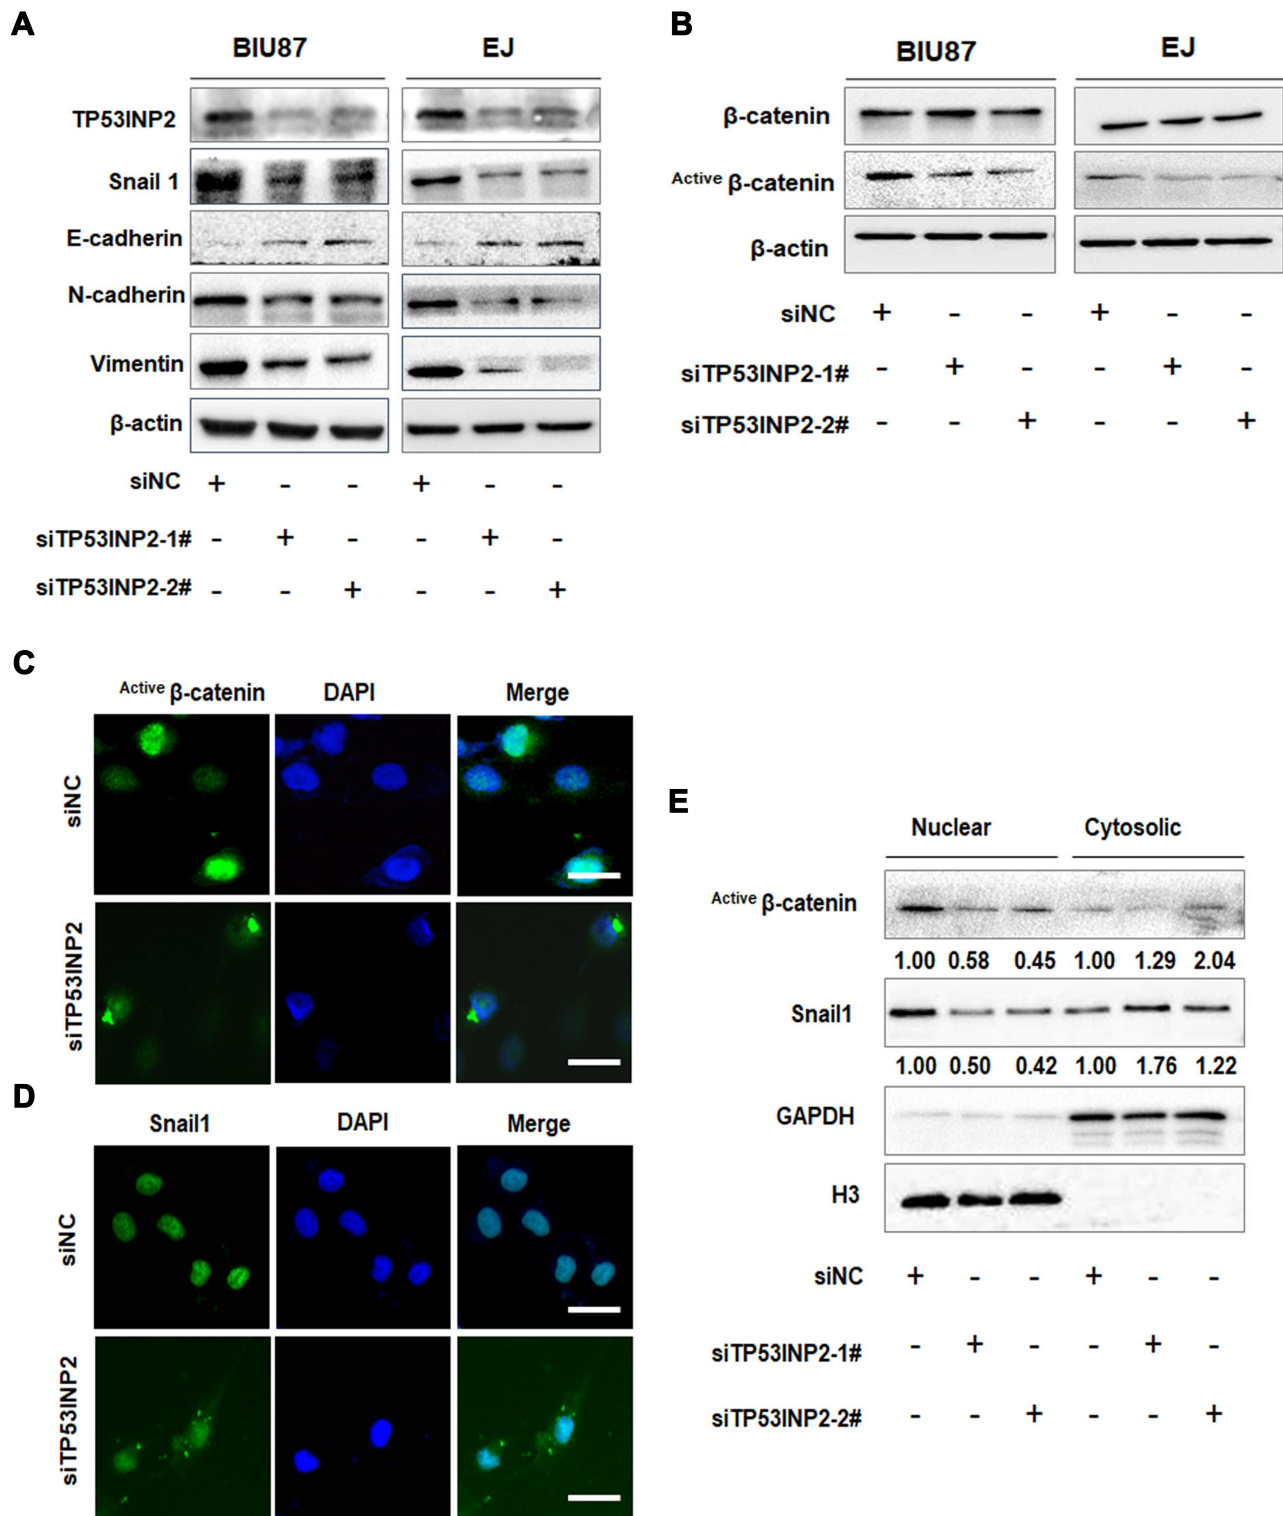 A
BIU87 EJ
TP53INP2
Snail 1
E-cadherin
N-cadherin
Vimentin
β-actin
siNC + - - + - -
siTP53INP2-1# - + - - + -
siTP53INP2-2# - - + - - +
B
BIU87 EJ
β-catenin
Active β-catenin
β-actin
siNC + - - + - -
siTP53INP2-1# - + - - + -
siTP53INP2-2# - - + - - +
C
Active β-catenin DAPI Merge
siNC
siTP53INP2
D
Snail1 DAPI Merge
siNC
siTP53INP2
E
Nuclear Cytosolic
Active β-catenin
1.00 0.58 0.45 1.00 1.29 2.04
Snail1
1.00 0.50 0.42 1.00 1.76 1.22
GAPDH
H3
siNC + - - + - -
siTP53INP2-1# - + - - + -
siTP53INP2-2# - - + - - +